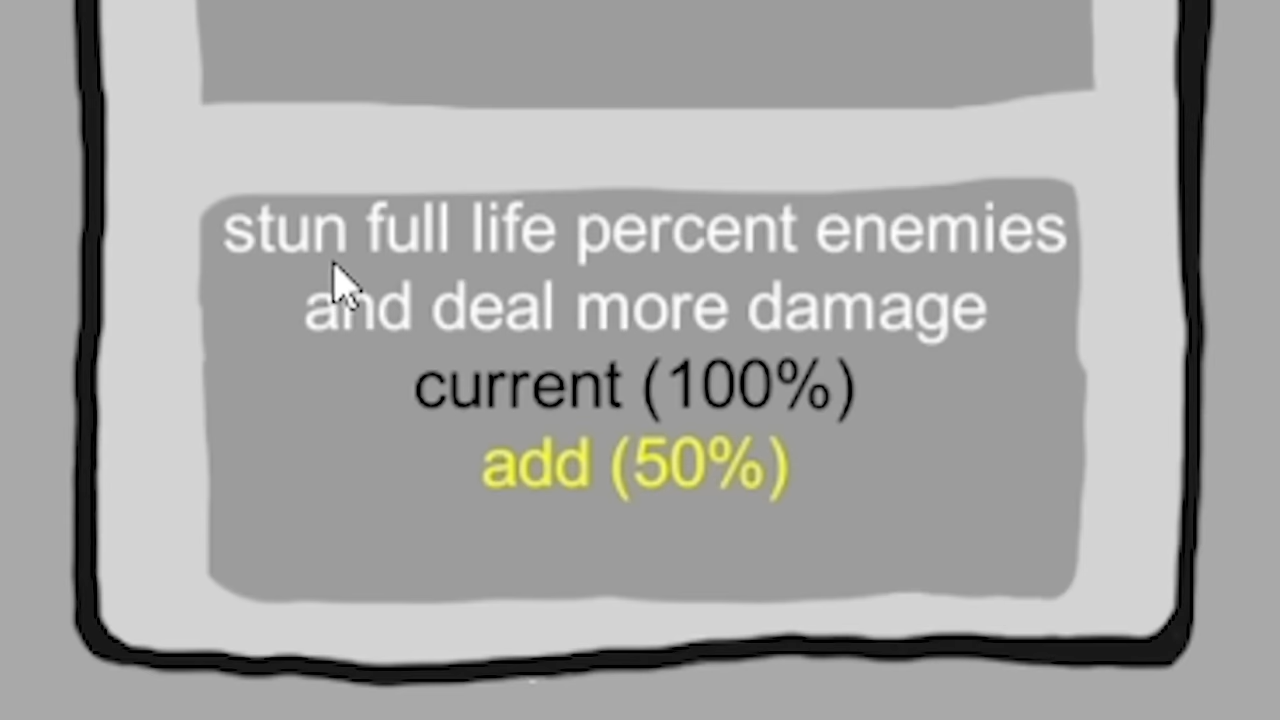 stun full life percent enemies
and deal more damage
current (100%)
add (50%)